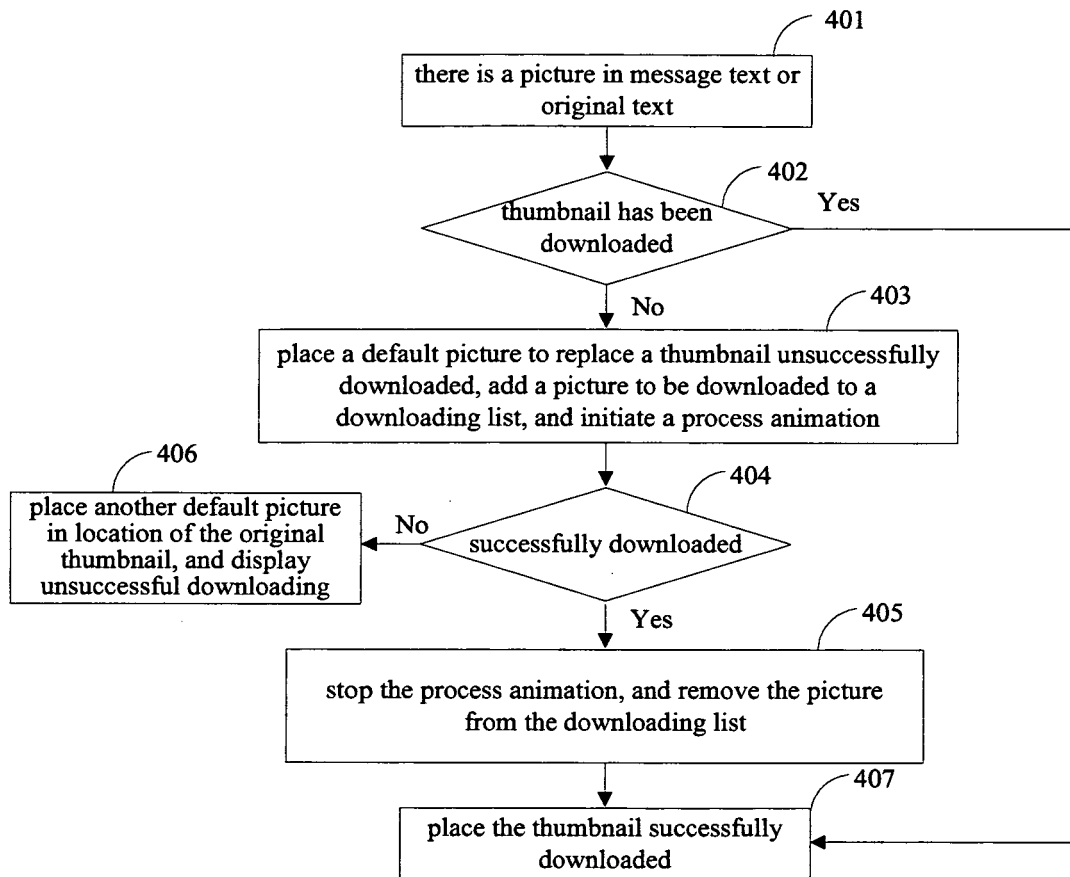 401
there is a picture in message text or
original text
402
thumbnail has been
downloaded
Yes
No
403
place a default picture to replace a thumbnail unsuccessfully
downloaded, add a picture to be downloaded to a
downloading list, and initiate a process animation
406
place another default picture
in location of the original
thumbnail, and display
unsuccessful downloading
No
404
successfully downloaded
Yes
405
stop the process animation, and remove the picture
from the downloading list
407
place the thumbnail successfully
downloaded